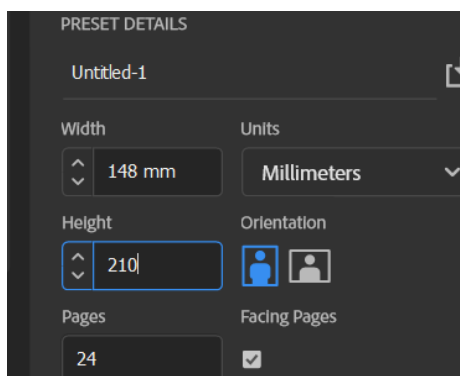 PRESET DETAILS
Untitled-1
Width Units
148 mm Millimeters
Height Orientation
210
Pages Facing Pages
24